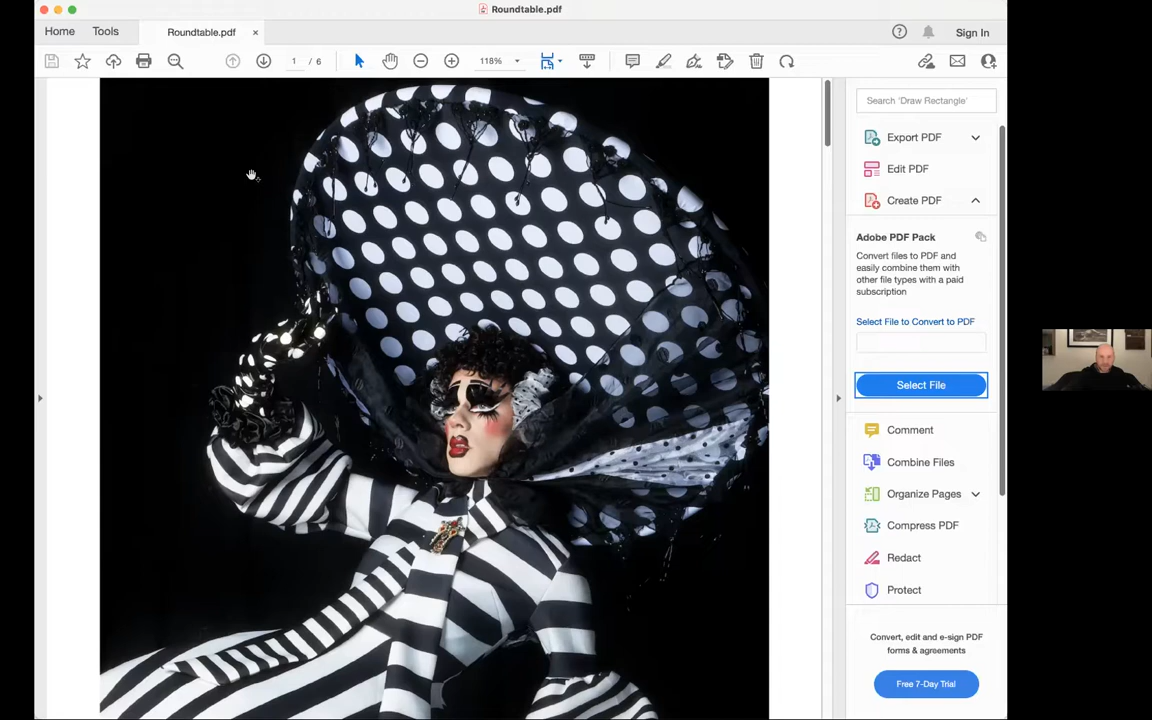 Roundtable.pdf
Home
Tools
Roundtable.pdf
Sign In
1 / 6
118%
Search 'Draw Rectangle'
Export PDF
Edit PDF
Create PDF
Adobe PDF Pack
Convert files to PDF and
easily combine them with
other file types with a paid
subscription
Select File to Convert to PDF
Select File
Comment
Combine Files
Organize Pages
Compress PDF
Redact
Protect
Convert, edit and e-sign PDF
forms & agreements
Free 7-Day Trial